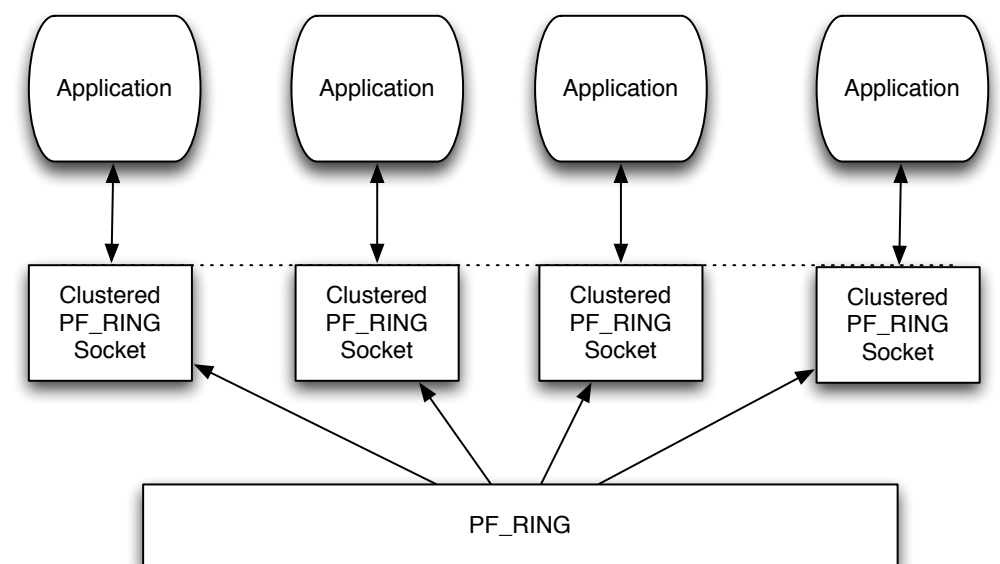 Application
Application
Application
Application
Clustered
PF_RING
Socket
Clustered
PF_RING
Socket
Clustered
PF_RING
Socket
Clustered
PF_RING
Socket
PF_RING